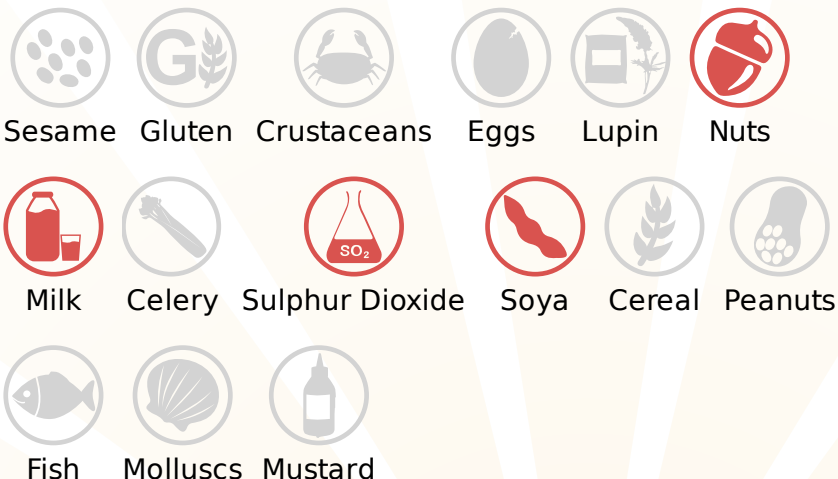 G
Sesame Gluten Crustaceans Eggs Lupin Nuts
SO₂
Milk Celery Sulphur Dioxide Soya Cereal Peanuts
Fish Molluscs Mustard